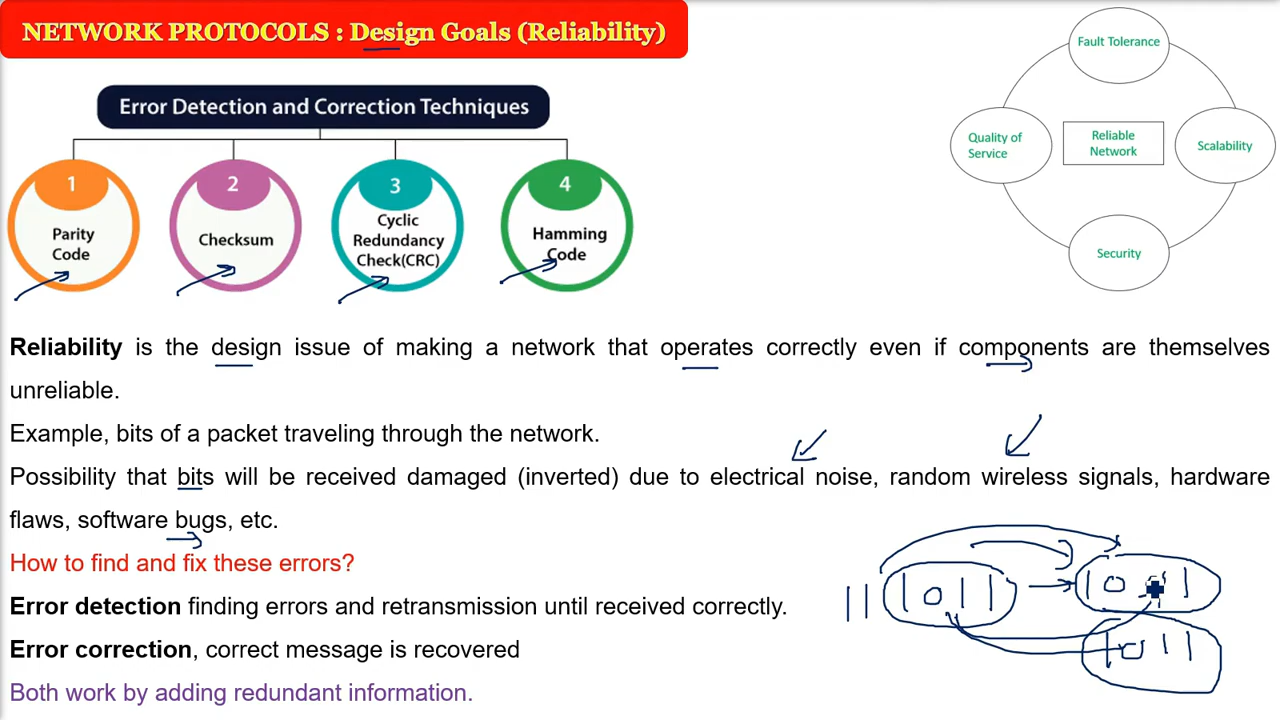 NETWORK PROTOCOLS : Design Goals (Reliability)
Error Detection and Correction Techniques
1
Parity
Code
2
Checksum
3
Cyclic
Redundancy
Check(CRC)
4
Hamming
Code
Fault Tolerance
Quality of
Service
Reliable
Network
Scalability
Security
Reliability is the design issue of making a network that operates correctly even if components are themselves
unreliable.
Example, bits of a packet traveling through the network.
Possibility that bits will be received damaged (inverted) due to electrical noise, random wireless signals, hardware
flaws, software bugs, etc.
How to find and fix these errors?
Error detection finding errors and retransmission until received correctly.
Error correction, correct message is recovered
Both work by adding redundant information.
11 1011
1011